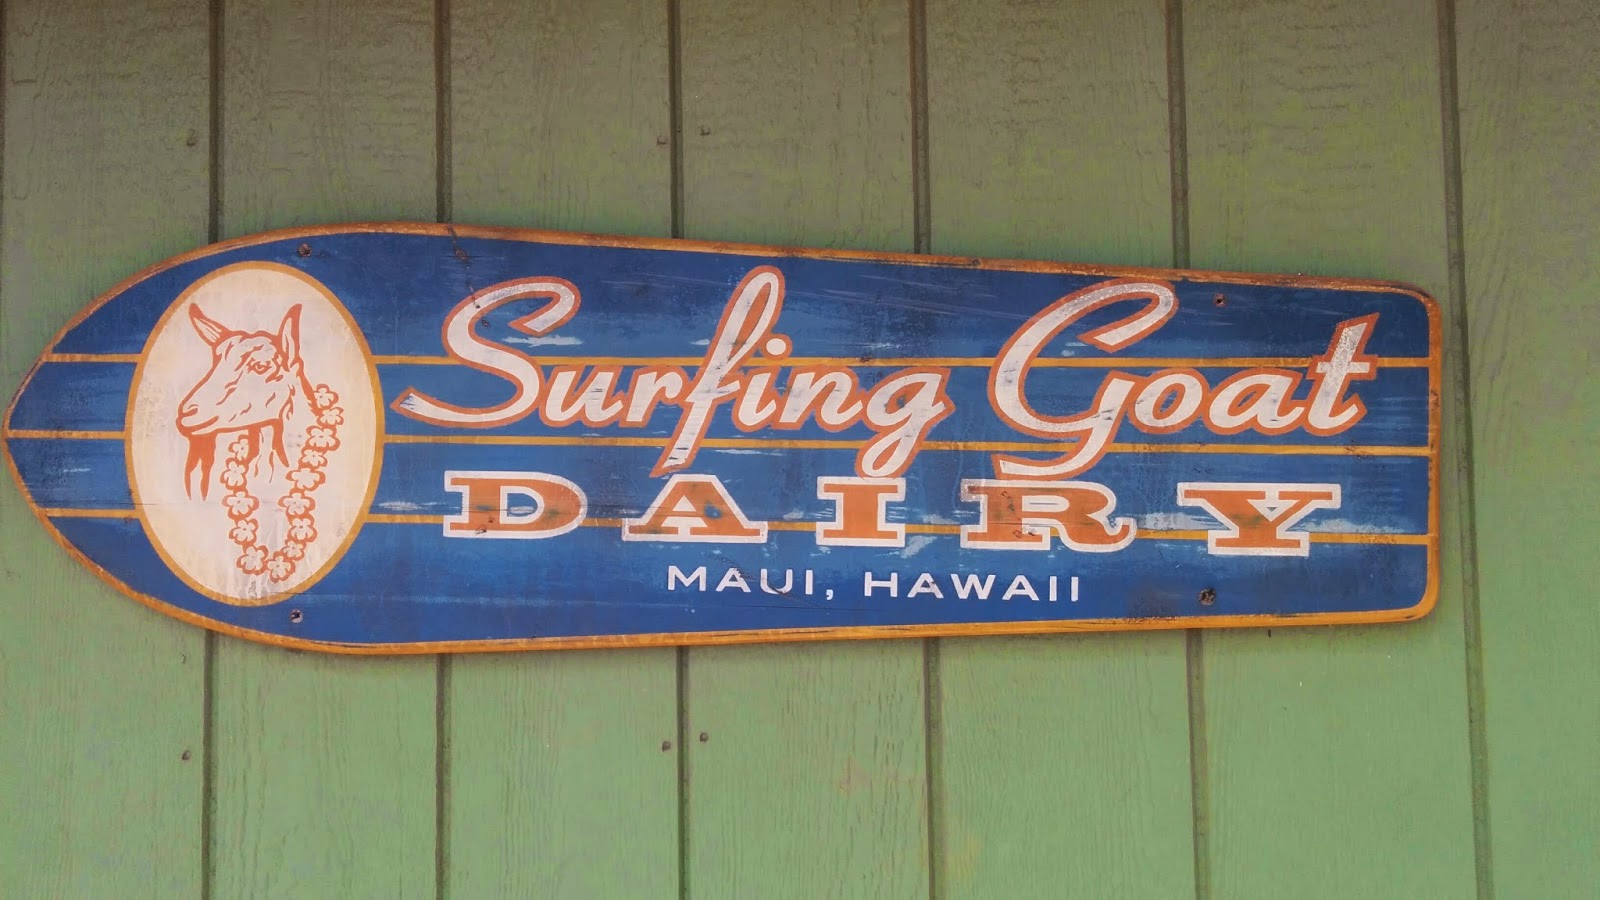 Surfing Goat
DAIRY
MAUI, HAWAII